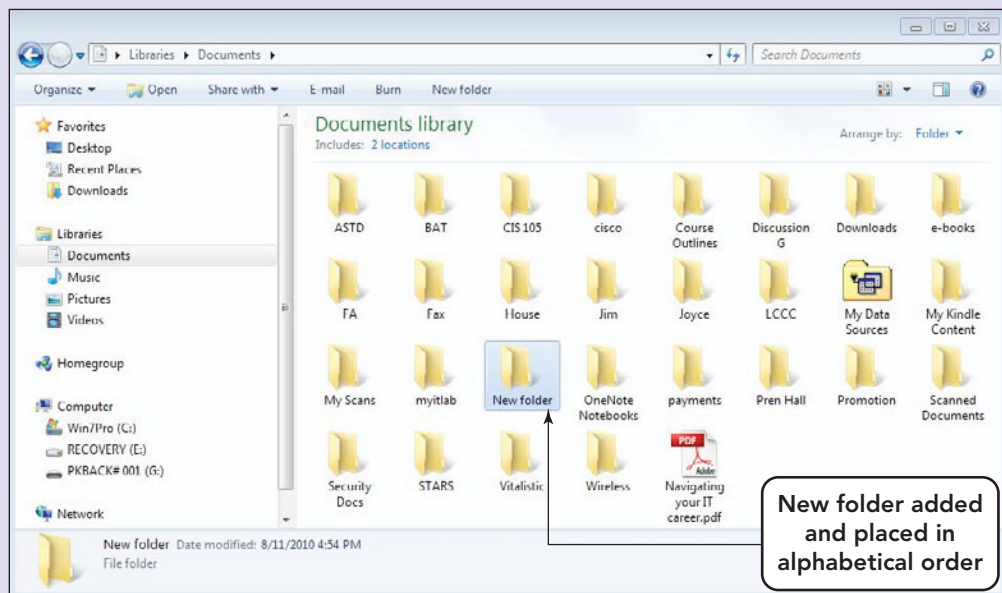 Libraries ▸ Documents ▸
Search Documents
Organize Open Share with E-mail Burn New folder
Favorites
Desktop
Recent Places
Downloads
Libraries
Documents
Music
Pictures
Videos
Homegroup
Computer
Win7Pro (C:)
RECOVERY (E:)
PKBACK# 001 (G:)
Network
Documents library
Includes: 2 locations
Arrange by: Folder
ASTD BAT CIS 105 cisco Course Discussion Downloads e-books
Outlines G
FA Fax House Jim Joyce LCCC My Data My Kindle
Sources Content
My Scans myitlab New folder OneNote payments Pren Hall Promotion Scanned
Notebooks Documents
PDF
Adobe
Security STARS Vitalistic Wireless Navigating
Docs your IT
career.pdf
New folder added
and placed in
alphabetical order
New folder Date modified: 8/11/2010 4:54 PM
File folder